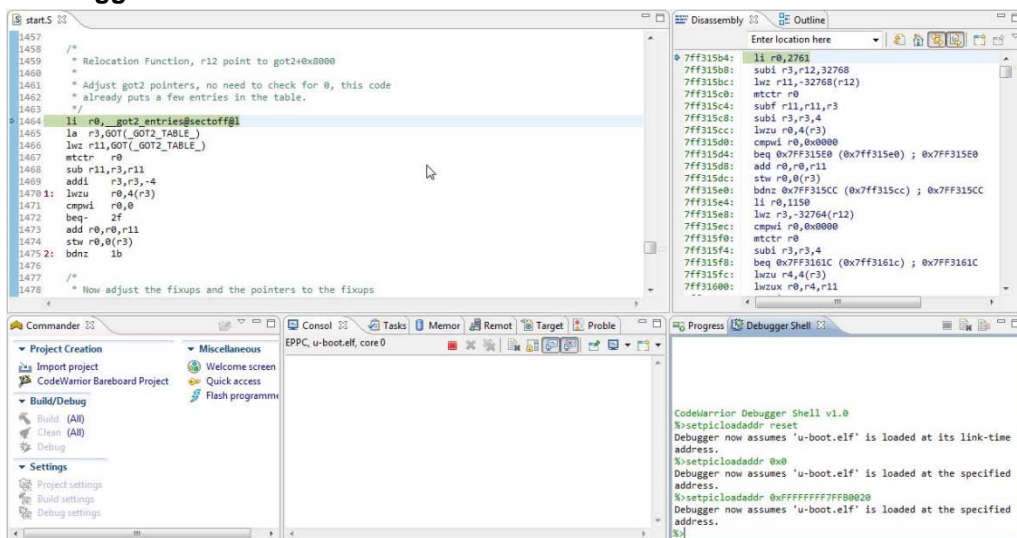 start.S
1457
1458 /*
1459 * Relocation Function, r12 point to got2+0x8000
1460 *
1461 * Adjust got2 pointers, no need to check for 0, this code
1462 * already puts a few entries in the table.
1463 */
1464 li r0,__got2_entries@sectoff@l
1465 la r3,GOT(_GOT2_TABLE_)
1466 lwz r11,GOT(_GOT2_TABLE_)
1467 mtctr r0
1468 sub r11,r3,r11
1469 addi r3,r3,-4
1470 1: lwzu r0,4(r3)
1471 cmpwi r0,0
1472 beq- 2f
1473 add r0,r0,r11
1474 stw r0,0(r3)
1475 2: bdnz 1b
1476
1477 /*
1478 * Now adjust the fixups and the pointers to the fixups
Disassembly Outline
Enter location here
7ff315b4: li r0,2761
7ff315b8: subi r3,r12,32768
7ff315bc: lwz r11,-32768(r12)
7ff315c0: mtctr r0
7ff315c4: subf r11,r11,r3
7ff315c8: subi r3,r3,4
7ff315cc: lwzu r0,4(r3)
7ff315d0: cmpwi r0,0x0000
7ff315d4: beq 0x7FF315E0 (0x7ff315e0) ; 0x7FF315E0
7ff315d8: add r0,r0,r11
7ff315dc: stw r0,0(r3)
7ff315e0: bdnz 0x7FF315CC (0x7ff315cc) ; 0x7FF315CC
7ff315e4: li r0,1150
7ff315e8: lwz r3,-32764(r12)
7ff315ec: cmpwi r0,0x0000
7ff315f0: mtctr r0
7ff315f4: subi r3,r3,4
7ff315f8: beq 0x7FF3161C (0x7ff3161c) ; 0x7FF3161C
7ff315fc: lwzu r4,4(r3)
7ff31600: lwzux r0,r4,r11
Commander
Project Creation
Import project
CodeWarrior Bareboard Project
Build/Debug
Build (All)
Clean (All)
Debug
Settings
Project settings
Build settings
Debug settings
Miscellaneous
Welcome screen
Quick access
Flash programme
Consol Tasks Memor Remot Target Proble
EPPC, u-boot.elf, core 0
Progress Debugger Shell
CodeWarrior Debugger Shell v1.0
%>setpicloadaddr reset
Debugger now assumes 'u-boot.elf' is loaded at its link-time
address.
%>setpicloadaddr 0x0
Debugger now assumes 'u-boot.elf' is loaded at the specified
address.
%>setpicloadaddr 0xFFFFFFFF7FFB0020
Debugger now assumes 'u-boot.elf' is loaded at the specified
address.
%>